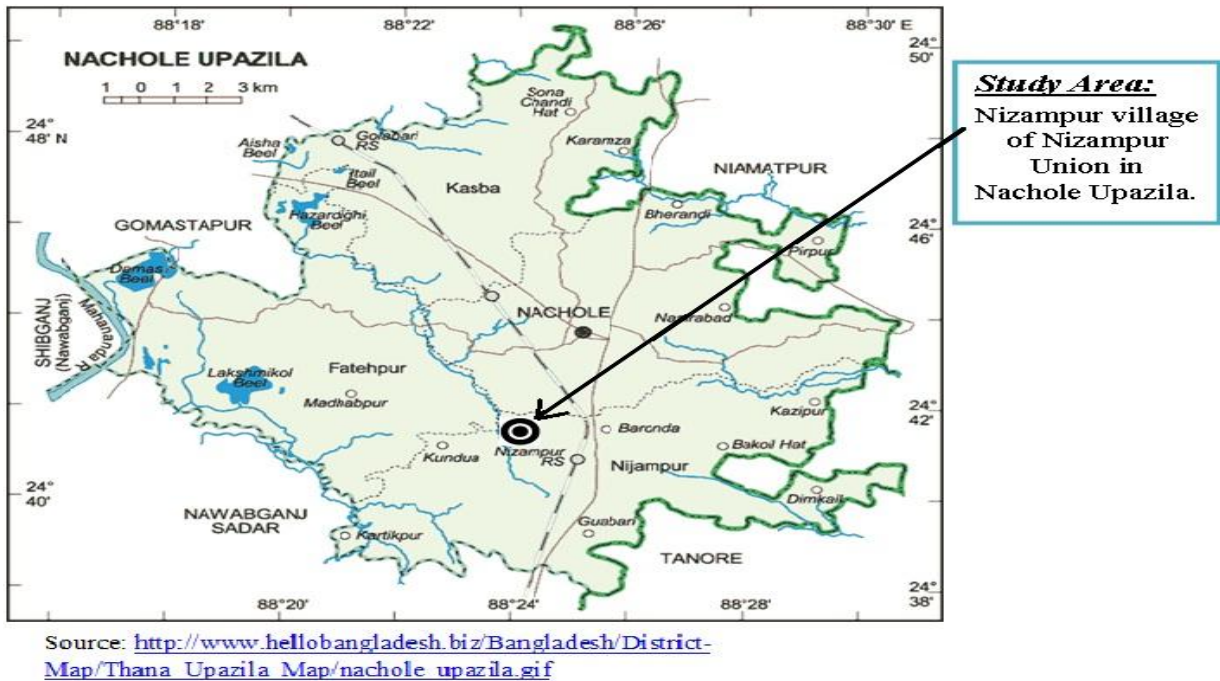 88°18' 88°22' 88°26' 88°30' E
NACHOLE UPAZILA
1 0 1 2 3 km
24°
50'
24°
48' N
Sona
Chandi
Hat
Golabari
RS
Aisha
Beel
Karamza
Itail
Beel
Kasba
NIAMATPUR
Hazardighi
Beel
Bherandi
GOMASTAPUR
24°
46'
Pirpur
Damas
Beel
SHIBGANJ
(Nawabganj)
Mahananda R.
NACHOLE
Nazirabad
Fatehpur
Lakshmikol
Beel
Madhabpur
Kazipur
24°
42'
Baronda
Kundua
Nizampur
RS
Bakoil Hat
Nijampur
24°
40'
Dimkail
NAWABGANJ
SADAR
Guabari
Kartikpur
TANORE
24°
38'
88°20' 88°24' 88°28'
Study Area:
Nizampur village
of Nizampur
Union in
Nachole Upazila.
Source: http://www.hellobangladesh.biz/Bangladesh/District-
Map/Thana_Upazila_Map/nachole_upazila.gif